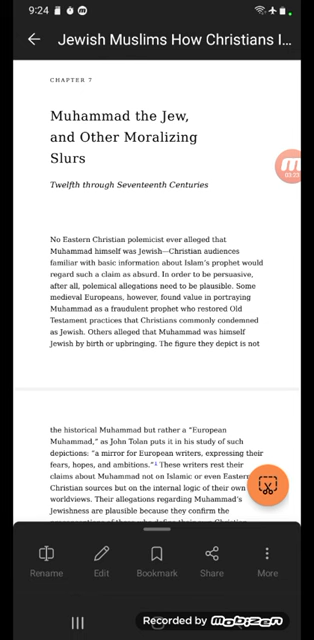 9:24
Jewish Muslims How Christians I...
CHAPTER 7
Muhammad the Jew,
and Other Moralizing
Slurs
Twelfth through Seventeenth Centuries
No Eastern Christian polemicist ever alleged that
Muhammad himself was Jewish—Christian audiences
familiar with basic information about Islam's prophet would
regard such a claim as absurd. In order to be persuasive,
after all, polemical allegations need to be plausible. Some
medieval Europeans, however, found value in portraying
Muhammad as a fraudulent prophet who restored Old
Testament practices that Christians commonly condemned
as Jewish. Others alleged that Muhammad was himself
Jewish by birth or upbringing. The figure they depict is not
the historical Muhammad but rather a "European
Muhammad," as John Tolan puts it in his study of such
depictions: "a mirror for European writers, expressing their
fears, hopes, and ambitions."¹ These writers rest their
claims about Muhammad not on Islamic or even Eastern
Christian sources but on the internal logic of their own
worldviews. Their allegations regarding Muhammad's
Jewishness are plausible because they confirm the
Rename
Edit
Bookmark
Share
More
Recorded by mobizen